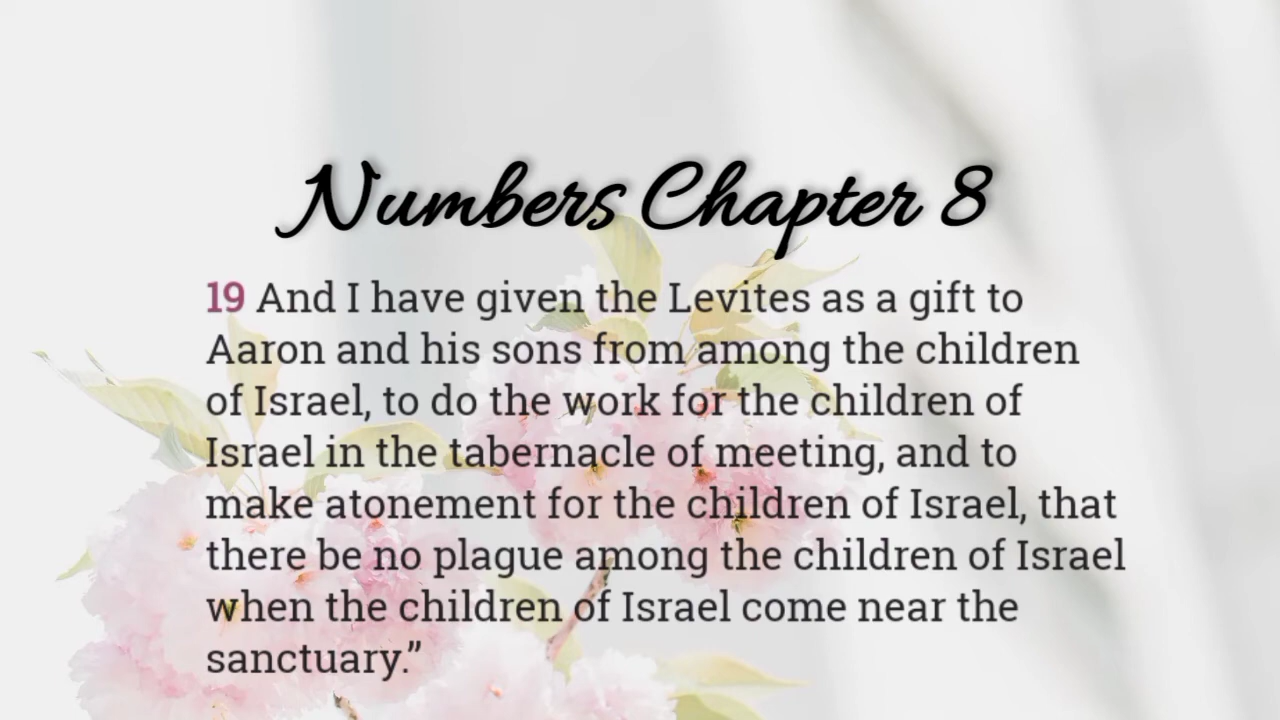 Numbers Chapter 8
19 And I have given the Levites as a gift to
Aaron and his sons from among the children
of Israel, to do the work for the children of
Israel in the tabernacle of meeting, and to
make atonement for the children of Israel, that
there be no plague among the children of Israel
when the children of Israel come near the
sanctuary.”